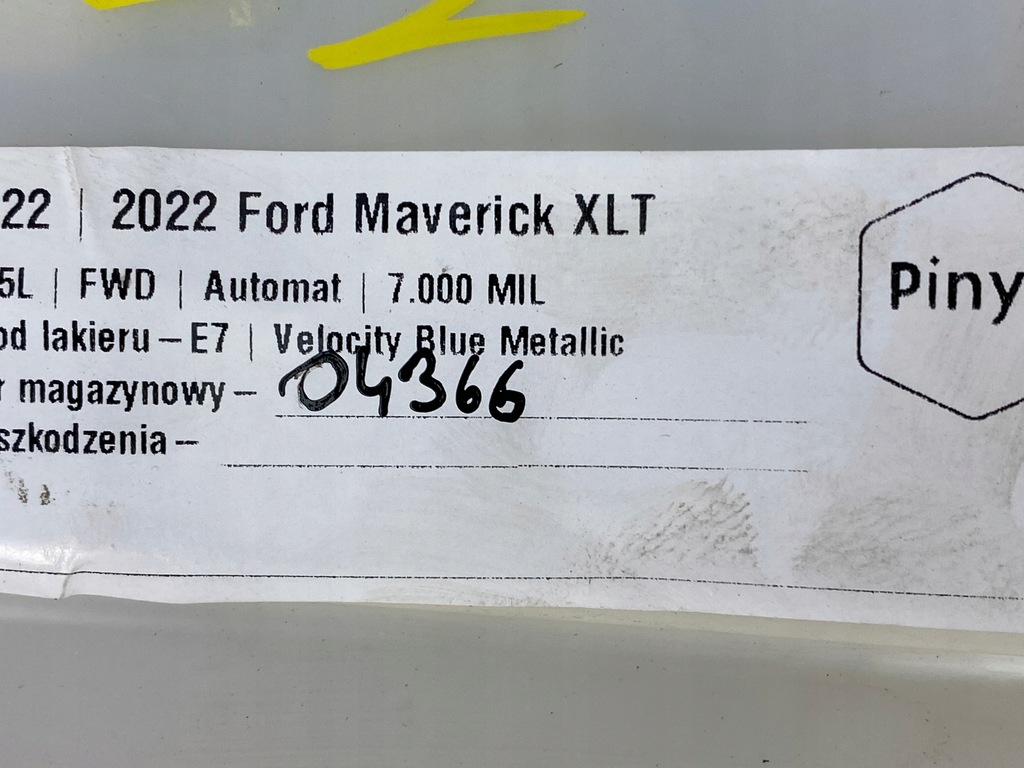 22 | 2022 Ford Maverick XLT
5L | FWD | Automat | 7.000 MIL
od lakieru – E7 | Velocity Blue Metallic
r magazynowy – 04366
szkodzenia –
Piny